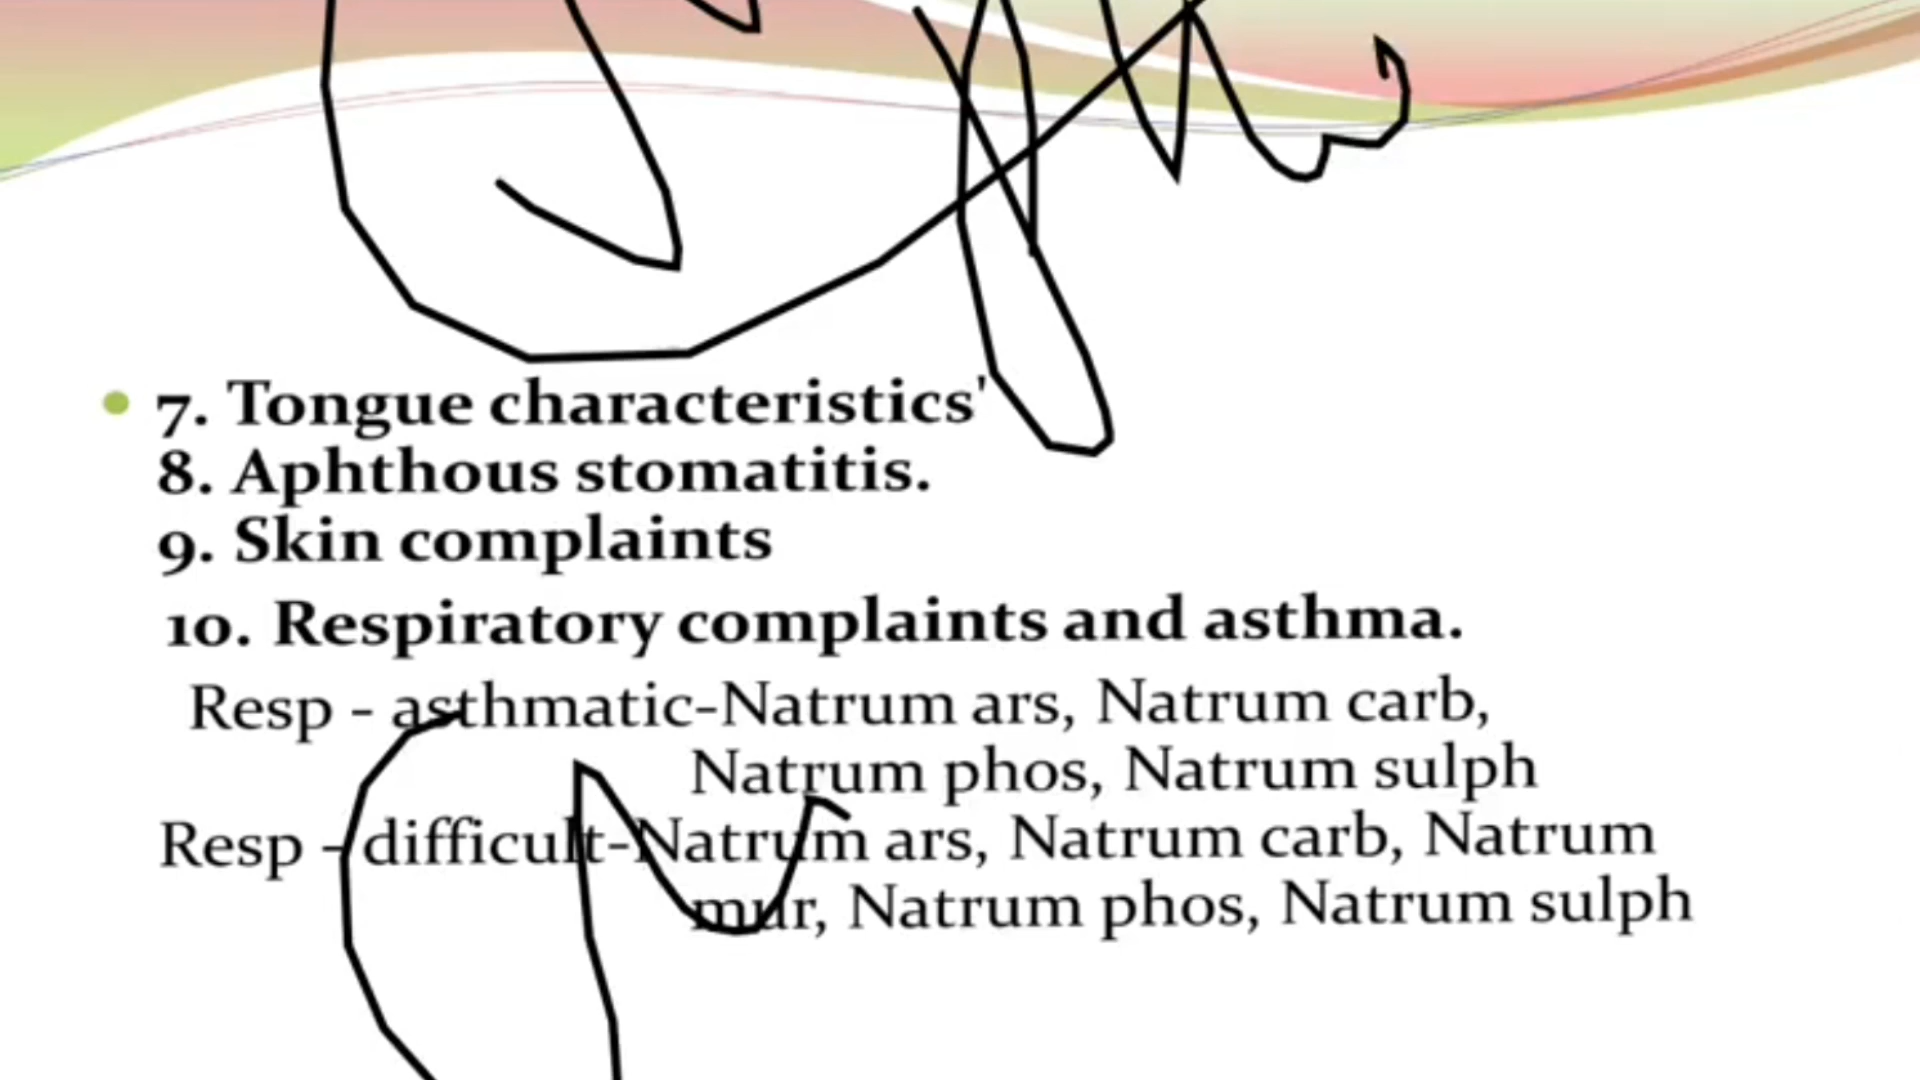 7. Tongue characteristics'
8. Aphthous stomatitis.
9. Skin complaints
10. Respiratory complaints and asthma.
Resp - asthmatic-Natrum ars, Natrum carb,
Natrum phos, Natrum sulph
Resp - difficult-Natrum ars, Natrum carb, Natrum
mur, Natrum phos, Natrum sulph